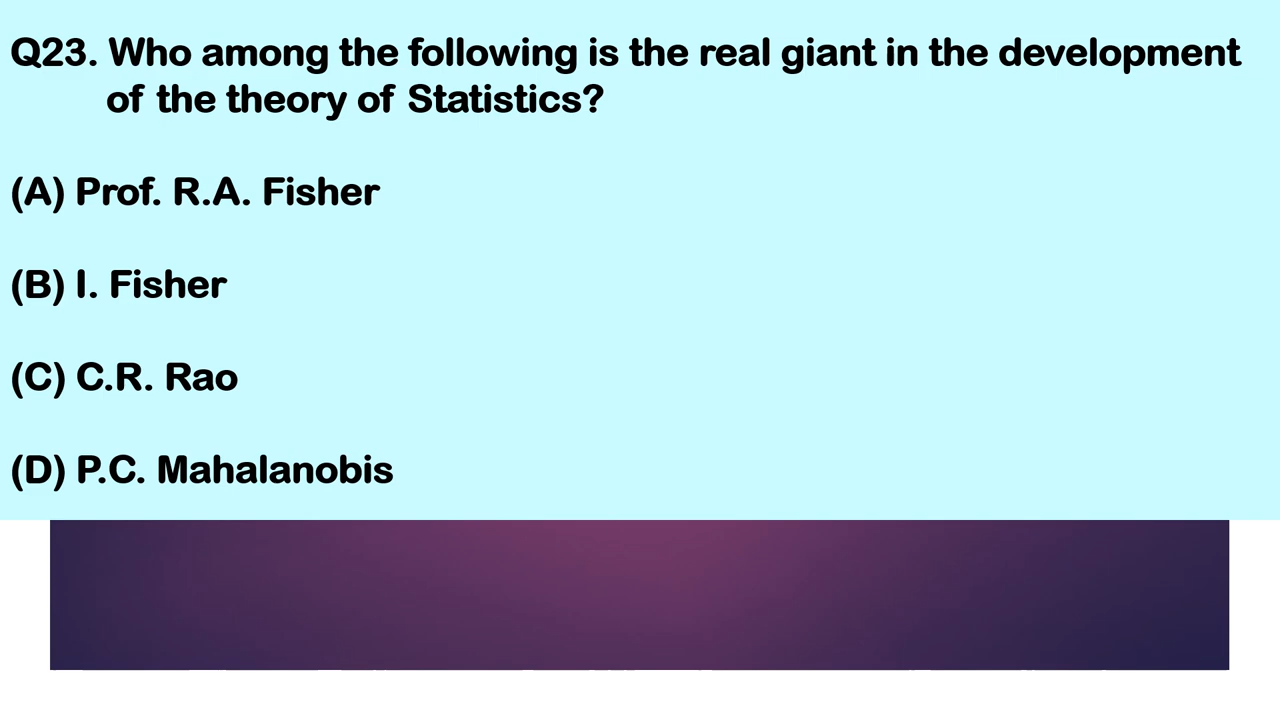 Q23. Who among the following is the real giant in the development
of the theory of Statistics?
(A) Prof. R.A. Fisher
(B) I. Fisher
(C) C.R. Rao
(D) P.C. Mahalanobis